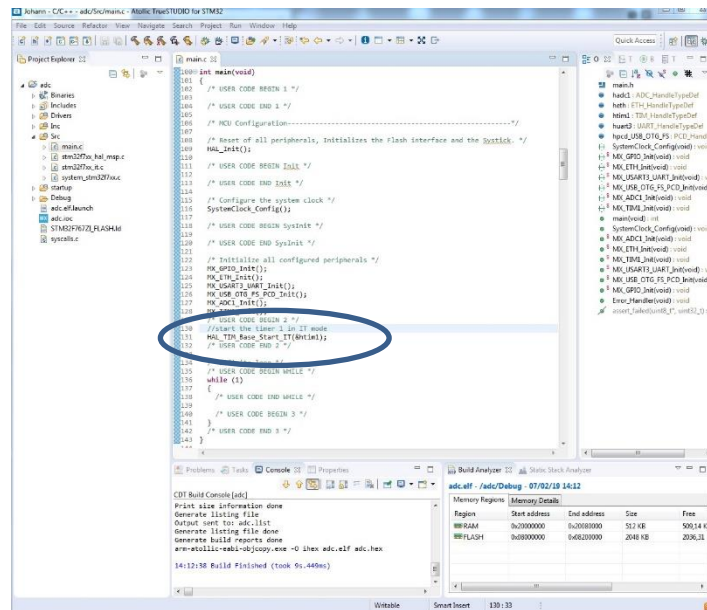 Johann - C/C++ - adc/Src/main.c - Atollic TrueSTUDIO for STM32
File Edit Source Refactor View Navigate Search Project Run Window Help
Quick Access
Project Explorer
adc
Binaries
Includes
Drivers
Inc
Src
main.c
stm32f7xx_hal_msp.c
stm32f7xx_it.c
system_stm32f7xx.c
startup
Debug
adc.elf.launch
adc.ioc
STM32F767ZI_FLASH.ld
syscalls.c
main.c
100 int main(void)
101 {
102 /* USER CODE BEGIN 1 */
103
104 /* USER CODE END 1 */
105
106 /* MCU Configuration----------------------------------------------------------*/
107
108 /* Reset of all peripherals, Initializes the Flash interface and the Systick. */
109 HAL_Init();
110
111 /* USER CODE BEGIN Init */
112
113 /* USER CODE END Init */
114
115 /* Configure the system clock */
116 SystemClock_Config();
117
118 /* USER CODE BEGIN SysInit */
119
120 /* USER CODE END SysInit */
121
122 /* Initialize all configured peripherals */
123 MX_GPIO_Init();
124 MX_ETH_Init();
125 MX_USART3_UART_Init();
126 MX_USB_OTG_FS_PCD_Init();
127 MX_ADC1_Init();
128
/* USER CODE BEGIN 2 */
130 //start the timer 1 in IT mode
131 HAL_TIM_Base_Start_IT(&htim1);
132 /* USER CODE END 2 */
134
135 /* USER CODE BEGIN WHILE */
136 while (1)
137 {
138 /* USER CODE END WHILE */
139
140 /* USER CODE BEGIN 3 */
141 }
142 /* USER CODE END 3 */
143 }
main.h
hadc1 : ADC_HandleTypeDef
heth : ETH_HandleTypeDef
htim1 : TIM_HandleTypeDef
huart3 : UART_HandleTypeDef
hpcd_USB_OTG_FS : PCD_Hand
SystemClock_Config(void) : void
MX_GPIO_Init(void) : void
MX_ETH_Init(void) : void
MX_USART3_UART_Init(void) :
MX_USB_OTG_FS_PCD_Init(void
MX_ADC1_Init(void) : void
MX_TIM1_Init(void) : void
main(void) : int
SystemClock_Config(void) : void
MX_ADC1_Init(void) : void
MX_ETH_Init(void) : void
MX_TIM1_Init(void) : void
MX_USART3_UART_Init(void) :
MX_USB_OTG_FS_PCD_Init(void
MX_GPIO_Init(void) : void
Error_Handler(void) : void
assert_failed(uint8_t*, uint32_t) :
Problems Tasks Console Properties
CDT Build Console [adc]
Print size information done
Generate listing file
Output sent to: adc.list
Generate listing file done
Generate build reports done
arm-atollic-eabi-objcopy.exe -O ihex adc.elf adc.hex
14:12:38 Build Finished (took 9s.449ms)
Build Analyzer Static Stack Analyzer
adc.elf - /adc/Debug - 07/02/19 14:12
Memory Regions Memory Details
Region Start address End address Size Free
RAM 0x20000000 0x20080000 512 KB 509,14 K
FLASH 0x08000000 0x08200000 2048 KB 2036,31
Writable Smart Insert 130 : 33